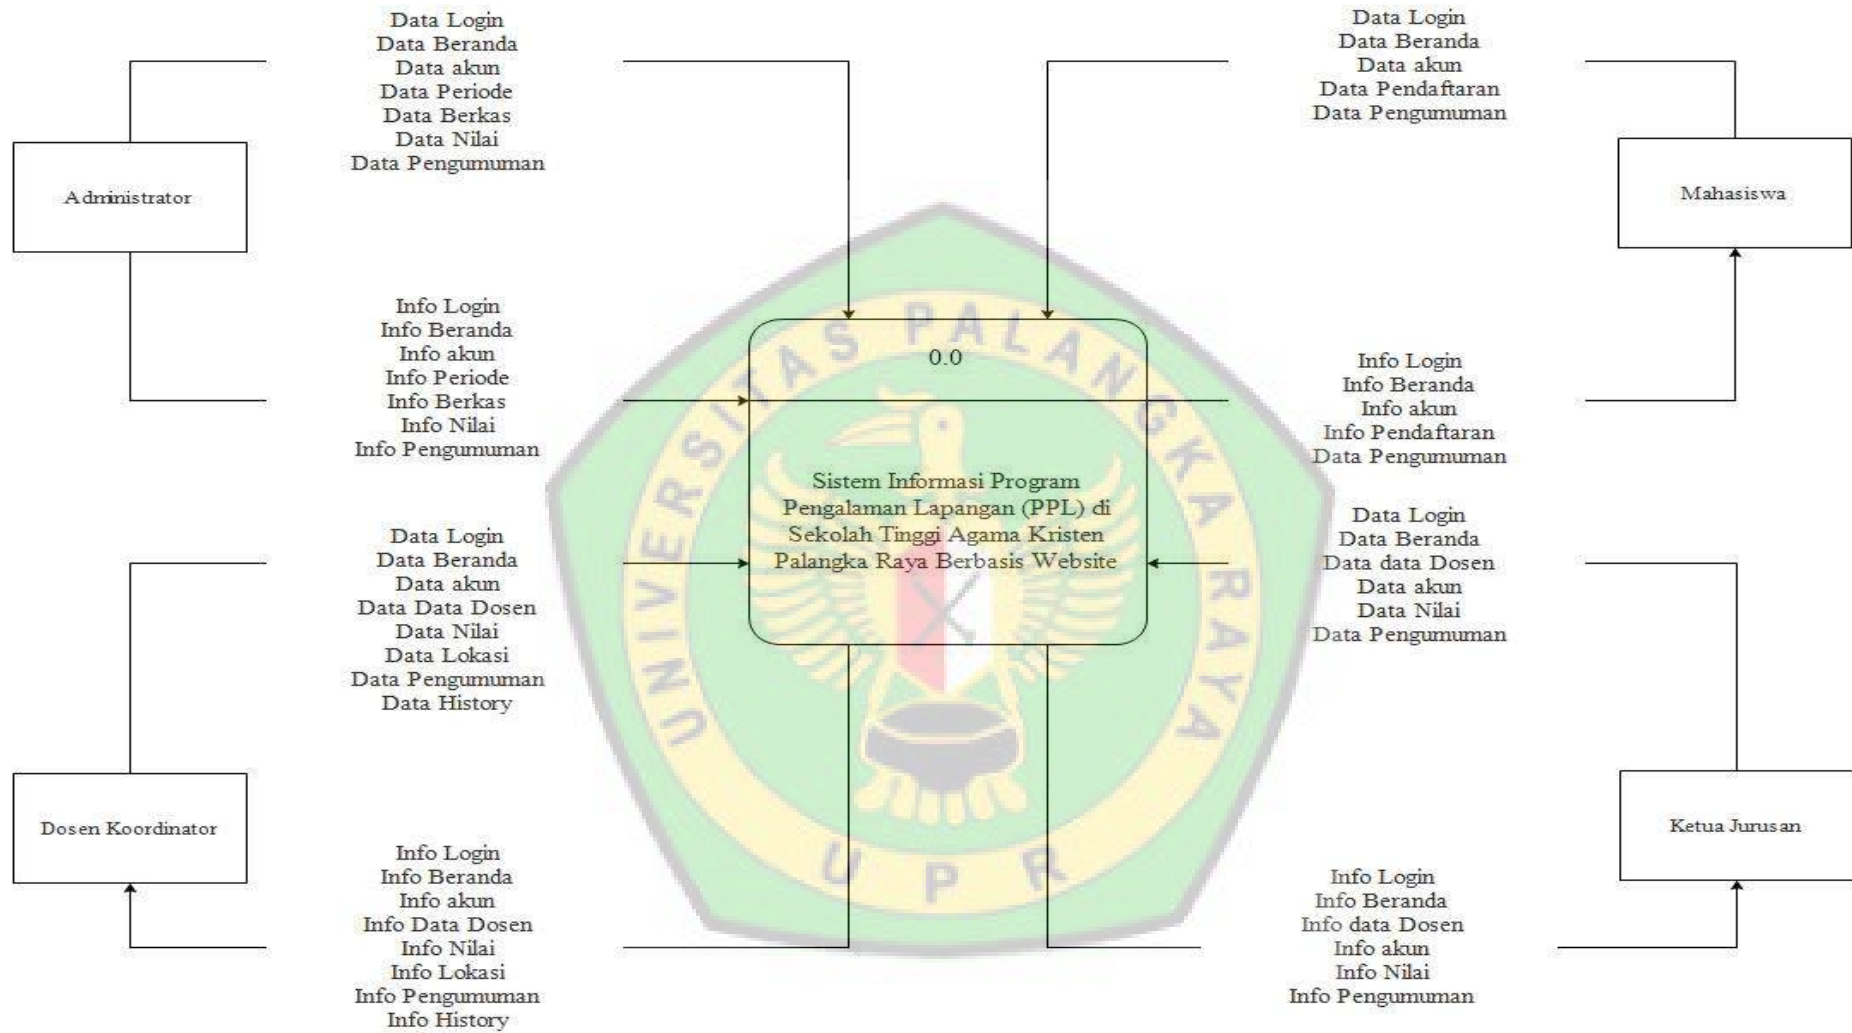 Data Login
Data Beranda
Data akun
Data Periode
Data Berkas
Data Nilai
Data Pengumuman
Data Login
Data Beranda
Data akun
Data Pendaftaran
Data Pengumuman
Administrator
Mahasiswa
Info Login
Info Beranda
Info akun
Info Periode
Info Berkas
Info Nilai
Info Pengumuman
0.0
Sistem Informasi Program
Pengalaman Lapangan (PPL) di
Sekolah Tinggi Agama Kristen
Palangka Raya Berbasis Website
Info Login
Info Beranda
Info akun
Info Pendaftaran
Data Pengumuman
Data Login
Data Beranda
Data akun
Data Data Dosen
Data Nilai
Data Lokasi
Data Pengumuman
Data History
Data Login
Data Beranda
Data data Dosen
Data akun
Data Nilai
Data Pengumuman
Dosen Koordinator
Ketua Jurusan
Info Login
Info Beranda
Info akun
Info Data Dosen
Info Nilai
Info Lokasi
Info Pengumuman
Info History
Info Login
Info Beranda
Info data Dosen
Info akun
Info Nilai
Info Pengumuman
UNIVERSITAS PALANGKA RAYA
UPR